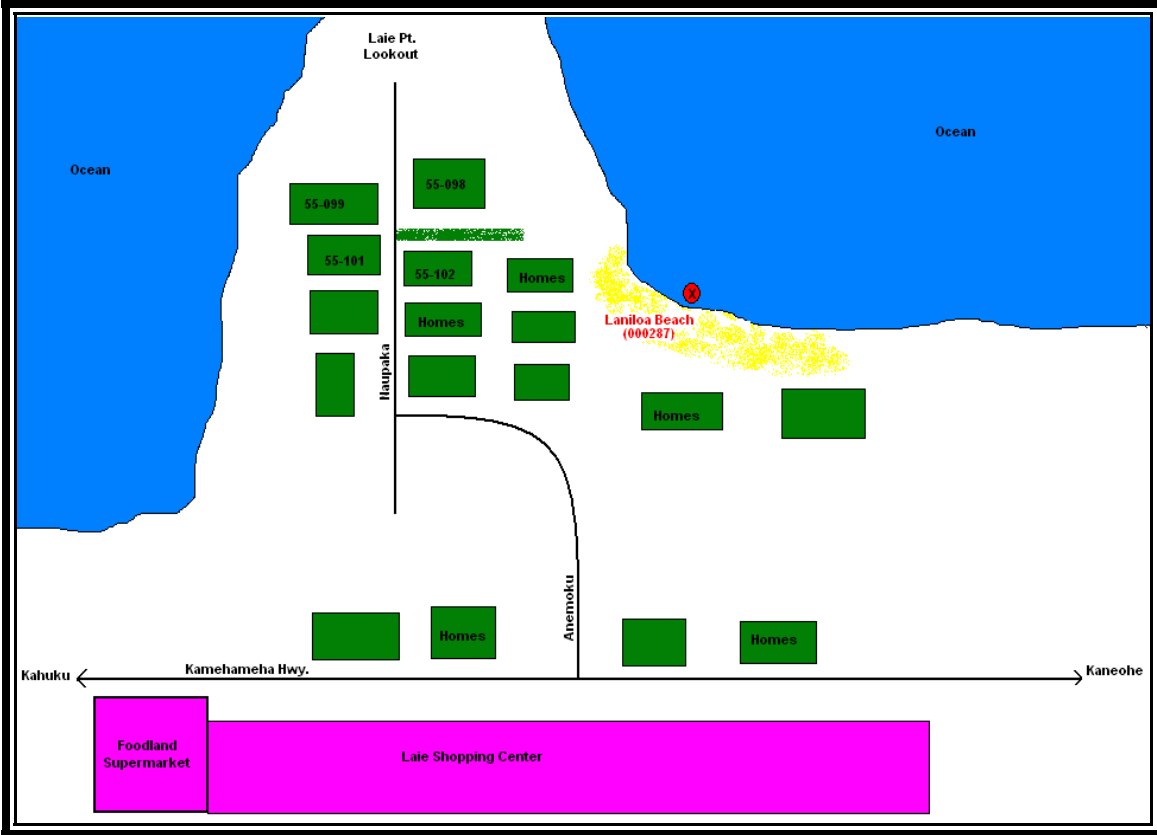 Laie Pt.
Lookout
Ocean
Ocean
55-098
55-099
55-101
55-102
Homes
Homes
Laniloa Beach
(000287)
X
Naupaka
Homes
Anemoku
Homes
Homes
Kamehameha Hwy.
Kahuku
Kaneohe
Foodland
Supermarket
Laie Shopping Center